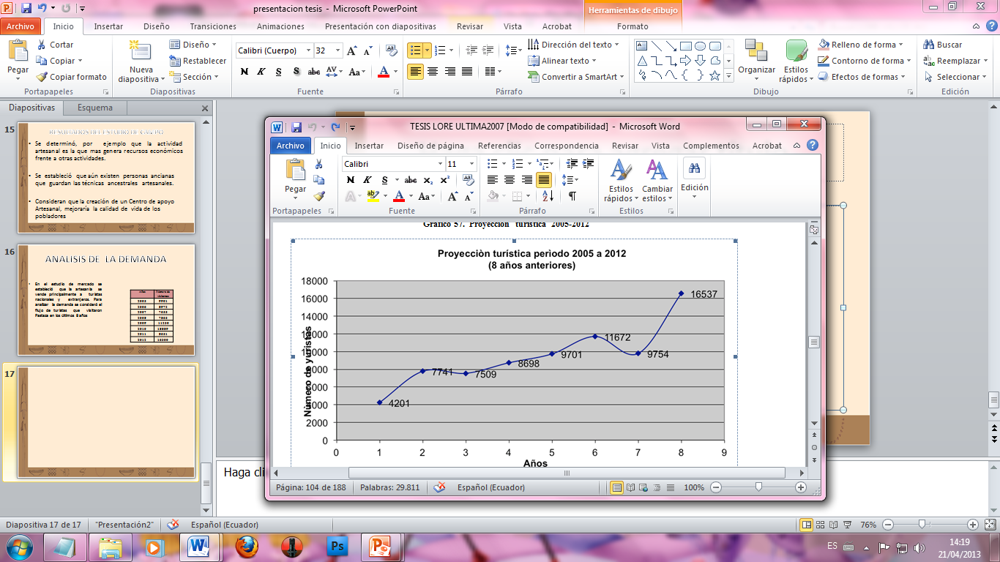 presentacion tesis - Microsoft PowerPoint
Herramientas de dibujo
Archivo Inicio Insertar Diseño Transiciones Animaciones Presentación con diapositivas Revisar Vista Acrobat Formato
Pegar
Cortar
Copiar
Copiar formato
Portapapeles
Nueva diapositiva
Diseño
Restablecer
Sección
Diapositivas
Calibri (Cuerpo) 32
N K S S abc AV Aa A
Fuente
Dirección del texto
Alinear texto
Convertir a SmartArt
Párrafo
Organizar
Estilos rápidos
Relleno de forma
Contorno de forma
Efectos de formas
Dibujo
Buscar
Reemplazar
Seleccionar
Edición
Diapositivas Esquema
15
RESULTADOS DEL ESTUDIO DE CAMPO
• Se determinó, por ejemplo que la actividad
artesanal es la que mas genera recursos económicos
frente a otras actividades.
• Se estableció que aún existen personas ancianas
que guardan las técnicas ancestrales artesanales.
• Consideran que la creación de un Centro de apoyo
Artesanal, mejoraría la calidad de vida de los
pobladores
16
ANALISIS DE LA DEMANDA
• En el estudio de mercado se
estableció que la artesanía se
vende principalmente a turistas
nacionales y extranjeros. Para
analizar la demanda se consideró el
flujo de turistas que visitaron
Pastaza en los últimos 8 años
Años
2005
2006
2007
2008
2009
2010
2011
2012
17
TESIS LORE ULTIMA2007 [Modo de compatibilidad] - Microsoft Word
Archivo Inicio Insertar Diseño de página Referencias Correspondencia Revisar Vista Complementos Acrobat
Pegar
Portapapeles
Calibri 11
N K S abc x₂ x²
A A Aa A A
Fuente
Párrafo
Estilos rápidos
Cambiar estilos
Estilos
Edición
Gráfico 57. Proyección turística 2005-2012
Proyecciòn turística perìodo 2005 a 2012
(8 años anteriores)
18000
16000
14000
12000
10000
8000
6000
4000
2000
0
Número de turistas
4201
7741
7509
8698
9701
11672
9754
16537
0 1 2 3 4 5 6 7 8 9
Años
Página: 104 de 188 Palabras: 29.811 Español (Ecuador) 100%
Haga cli
Diapositiva 17 de 17 "Presentación2" Español (Ecuador) 76%
ES
14:19
21/04/2013